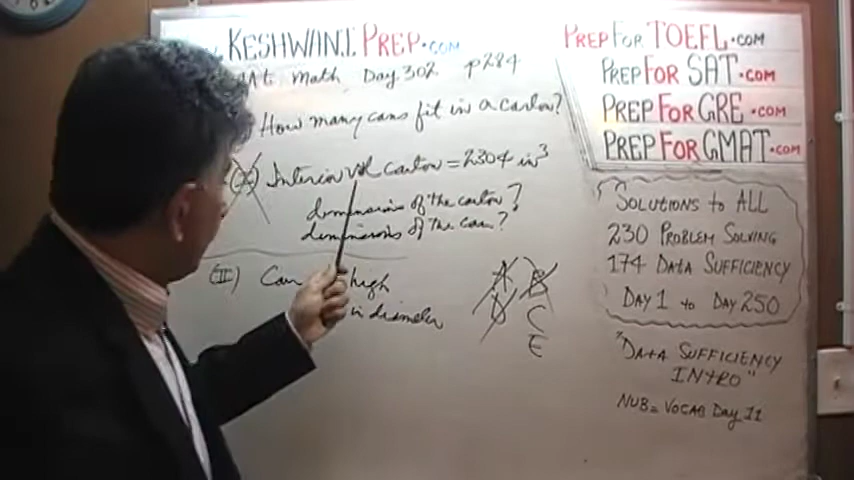 KESHWANI PREP.COM
Math Day 302 p284
How many cans fit in a carton?
Interior vol carton = 2304 in³
dimensions of the carton?
dimensions of the can?
(II) Can high
in diameter
A B
D C
E
PREP FOR TOEFL.COM
PREP FOR SAT.COM
PREP FOR GRE.COM
PREP FOR GMAT.COM
SOLUTIONS TO ALL
230 PROBLEM SOLVING
174 DATA SUFFICIENCY
DAY 1 TO DAY 250
"DATA SUFFICIENCY
INTRO"
NUB = VOCAB DAY 11